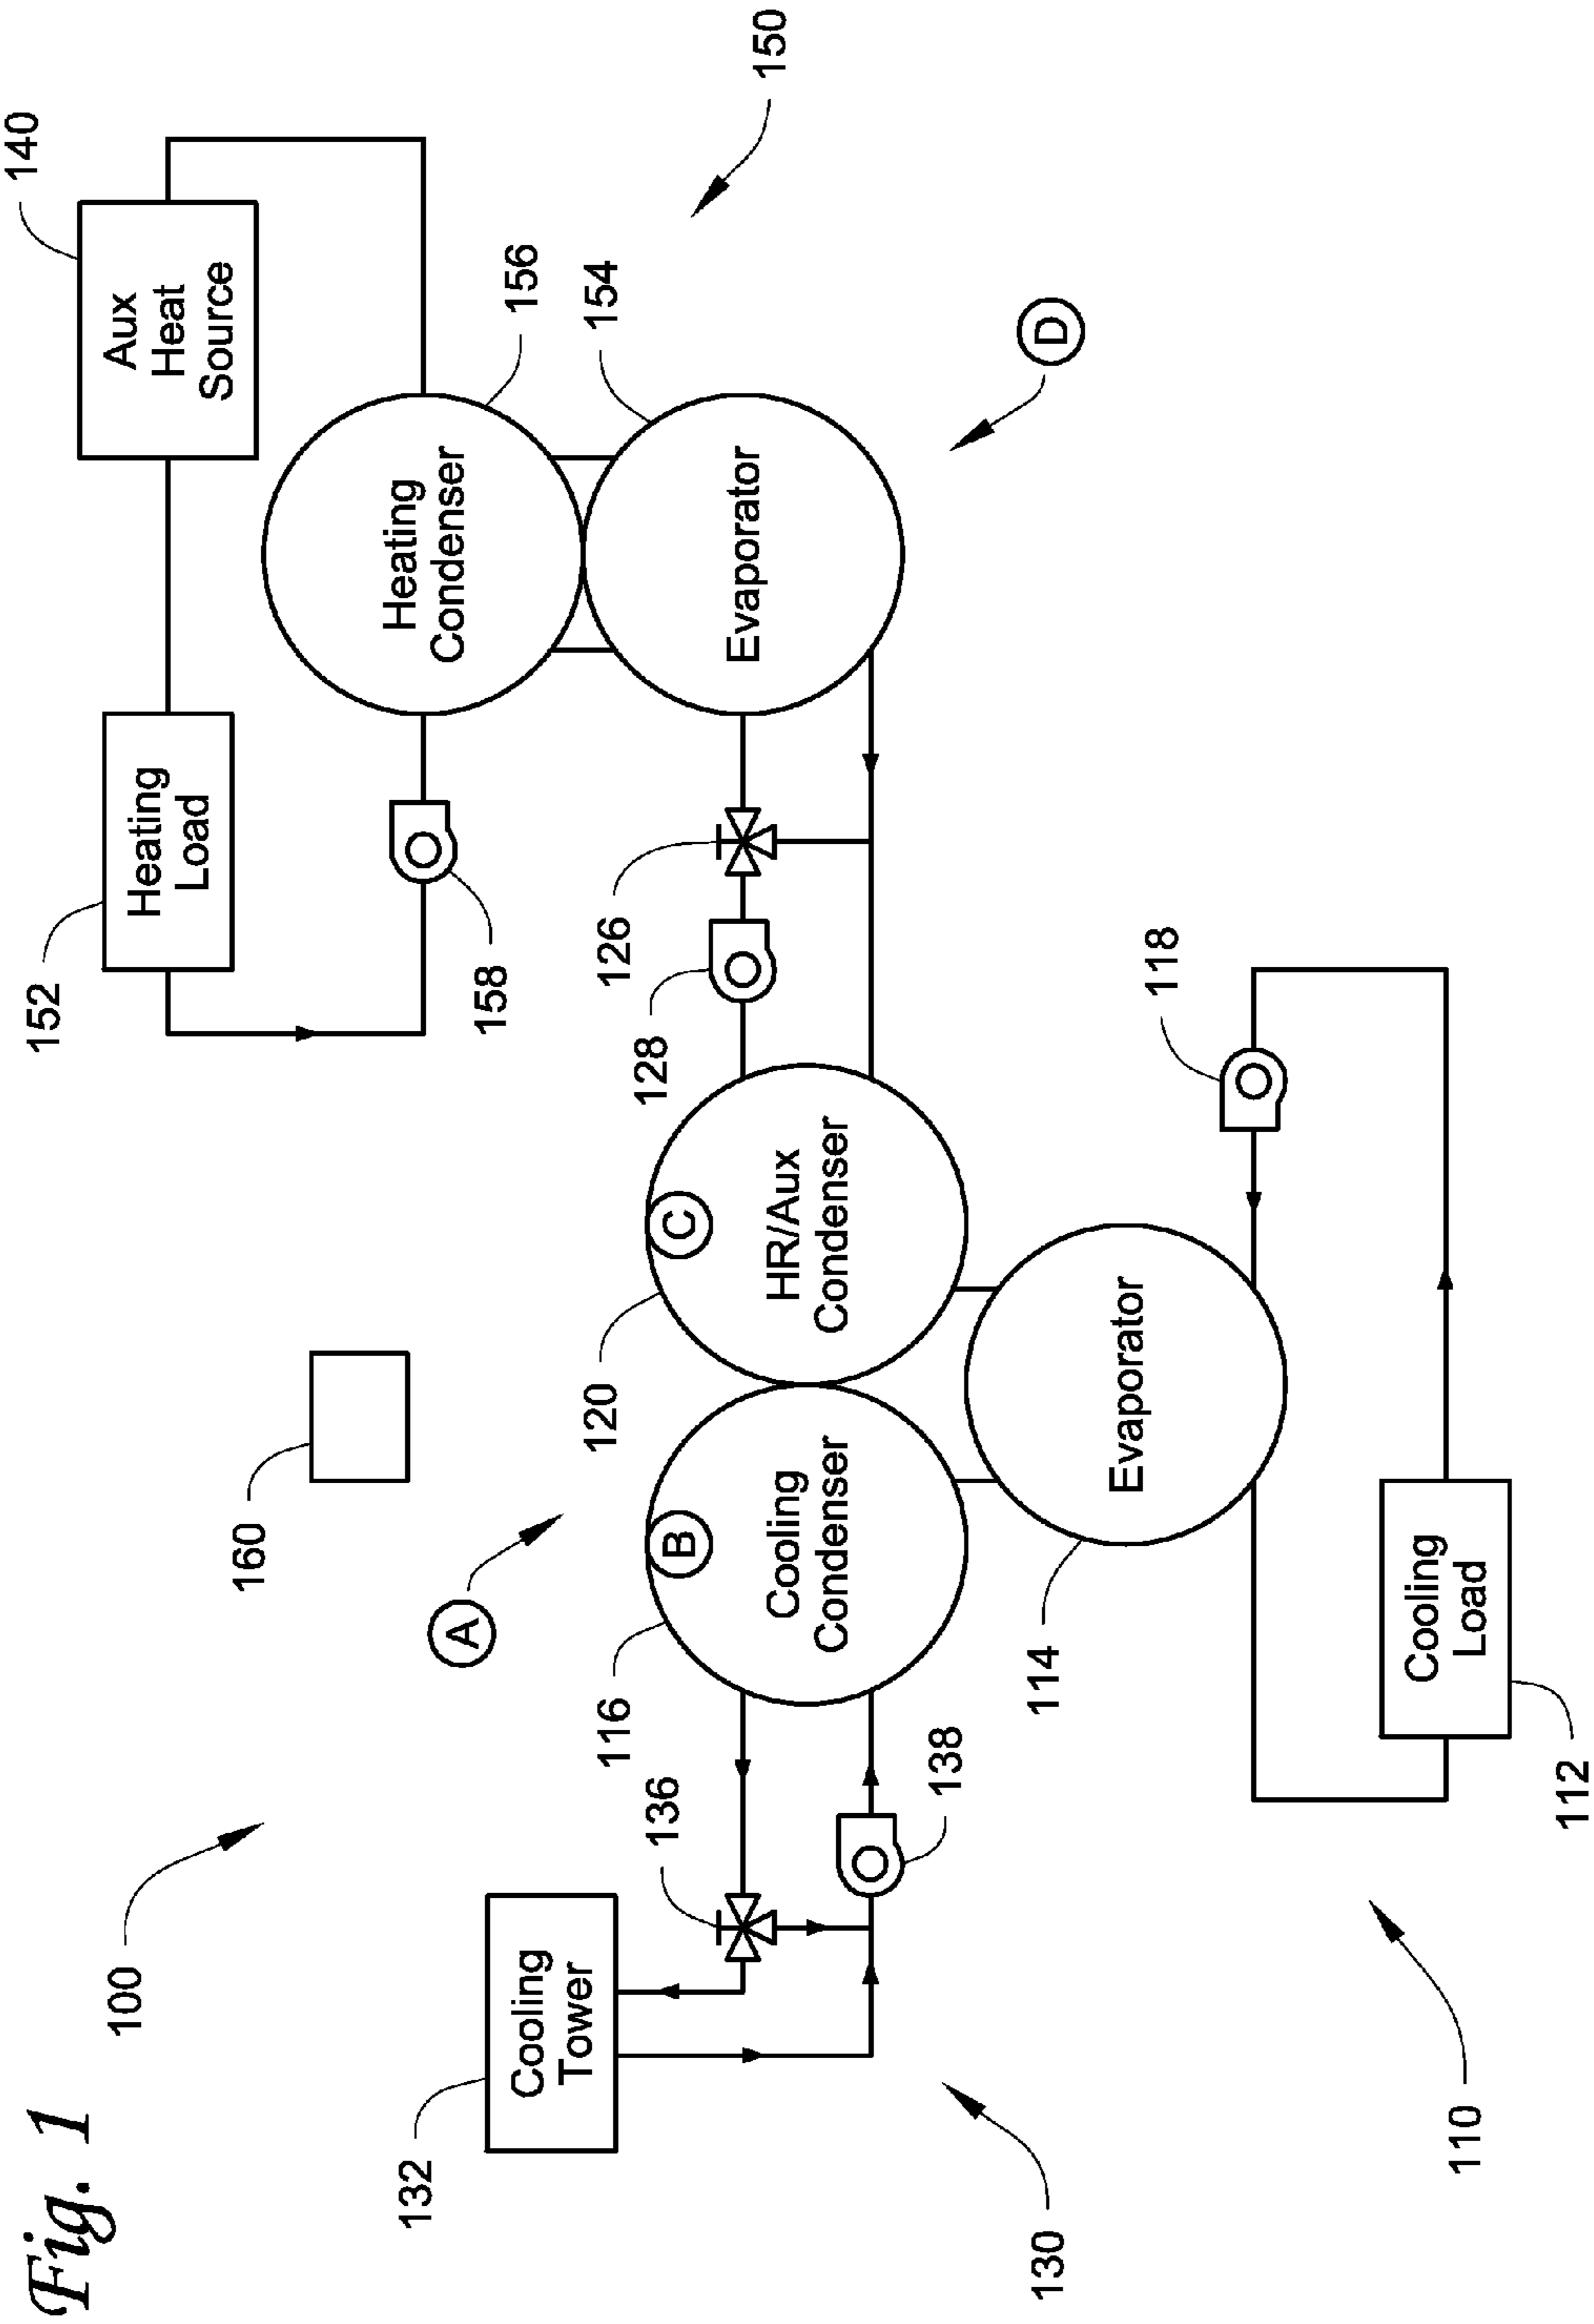 Fig. 1
100
140
Aux
Heat
Source
152
Heating
Load
Heating
Condenser
156
150
158
154
Evaporator
D
126
128
160
A
120
C
HR/Aux
Condenser
116
B
Cooling
Condenser
132
Cooling
Tower
136
138
130
118
Evaporator
114
Cooling
Load
112
110